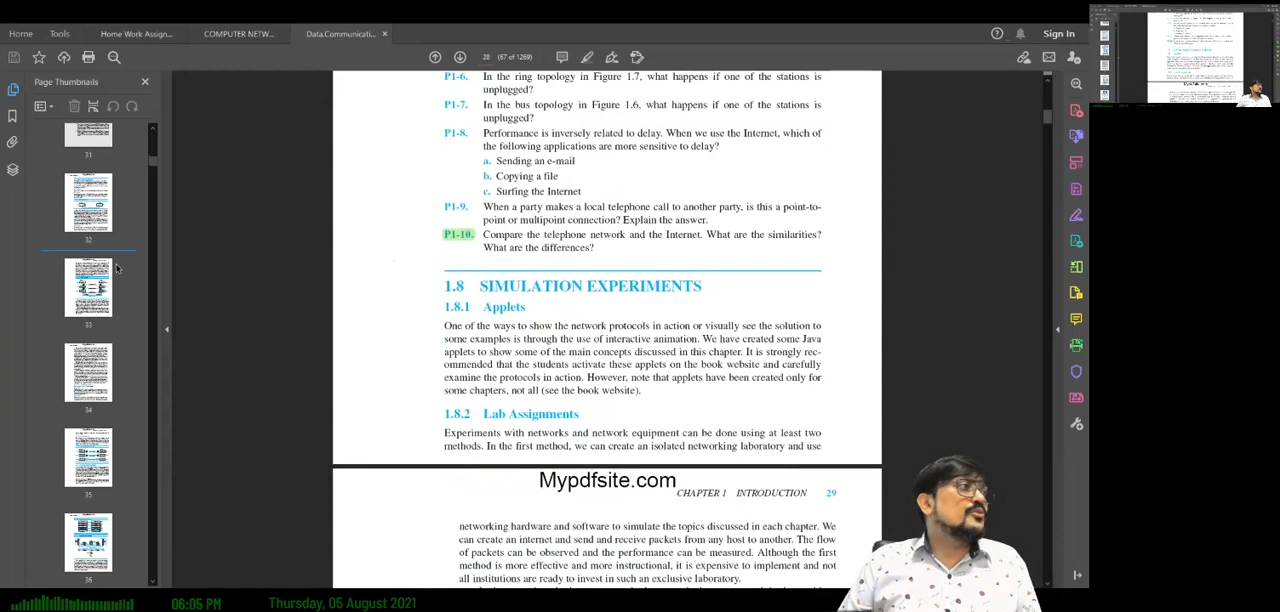 Home
Tools
Home Work Assign...
COMPUTER NETW...
Data.Communicati...
Sign In
1269)
Page Thumbnails
31
32
33
34
35
36
P1-6. In the ring topology in Figure 1.7, what happens if one of the stations is
unplugged?
P1-7. In the bus topology in Figure 1.6, what happens if one of the stations is
unplugged?
P1-8. Performance is inversely related to delay. When we use the Internet, which of
the following applications are more sensitive to delay?
a. Sending an e-mail
b. Copying a file
c. Surfing the Internet
P1-9. When a party makes a local telephone call to another party, is this a point-to-
point or multipoint connection? Explain the answer.
P1-10. Compare the telephone network and the Internet. What are the similarities?
What are the differences?
1.8 SIMULATION EXPERIMENTS
1.8.1 Applets
One of the ways to show the network protocols in action or visually see the solution to
some examples is through the use of interactive animation. We have created some Java
applets to show some of the main concepts discussed in this chapter. It is strongly rec-
ommended that the students activate these applets on the book website and carefully
examine the protocols in action. However, note that applets have been created only for
some chapters, not all (see the book website).
1.8.2 Lab Assignments
Experiments with networks and network equipment can be done using at least two
methods. In the first method, we can create an isolated networking laboratory and use
Mypdfsite.com
CHAPTER 1 INTRODUCTION 29
networking hardware and software to simulate the topics discussed in each chapter. We
can create an internet and send and receive packets from any host to another. The flow
of packets can be observed and the performance can be measured. Although the first
method is more effective and more instructional, it is expensive to implement and not
all institutions are ready to invest in such an exclusive laboratory.
06:05 PM
Thursday, 05 August 2021